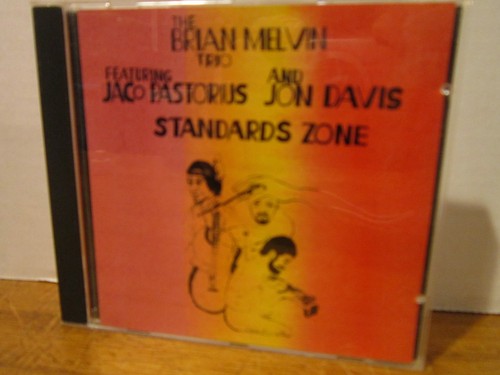 THE
BRIAN MELVIN
TRIO
FEATURING AND
JACO PASTORIUS JON DAVIS
STANDARDS ZONE